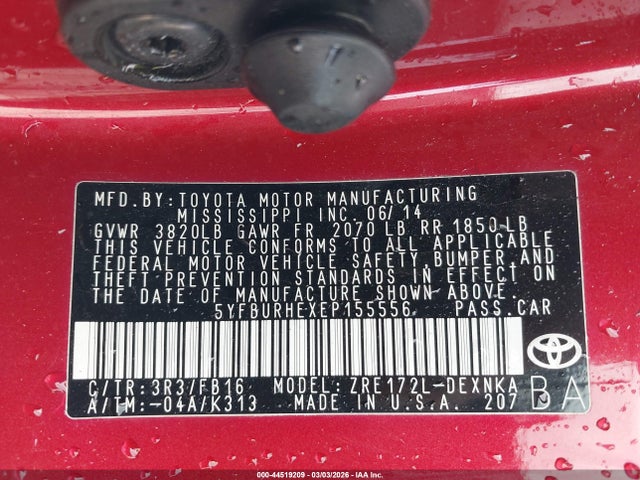 MFD.BY:TOYOTA MOTOR MANUFACTURING
MISSISSIPPI INC. 06/14
GVWR 3820LB GAWR FR 2070 LB RR 1850LB
THIS VEHICLE CONFORMS TO ALL APPLICABLE
FEDERAL MOTOR VEHICLE SAFETY, BUMPER, AND
THEFT PREVENTION STANDARDS IN EFFECT ON
THE DATE OF MANUFACTURE SHOWN ABOVE.
5YFBURHEXEP155556 PASS.CAR
C/TR:3R3/FB16 MODEL:ZRE172L-DEXNKA
A/TM:-04A/K313 MADE IN U.S.A. 207 BA
000-44519209 - 03/03/2026 - IAA Inc.